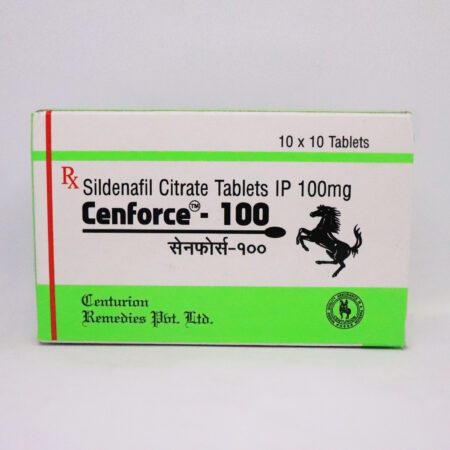 10 x 10 Tablets
Rx Sildenafil Citrate Tablets IP 100mg
Cenforce™ - 100
सेनफोर्स-१००
Centurion
Remedies Pvt. Ltd.